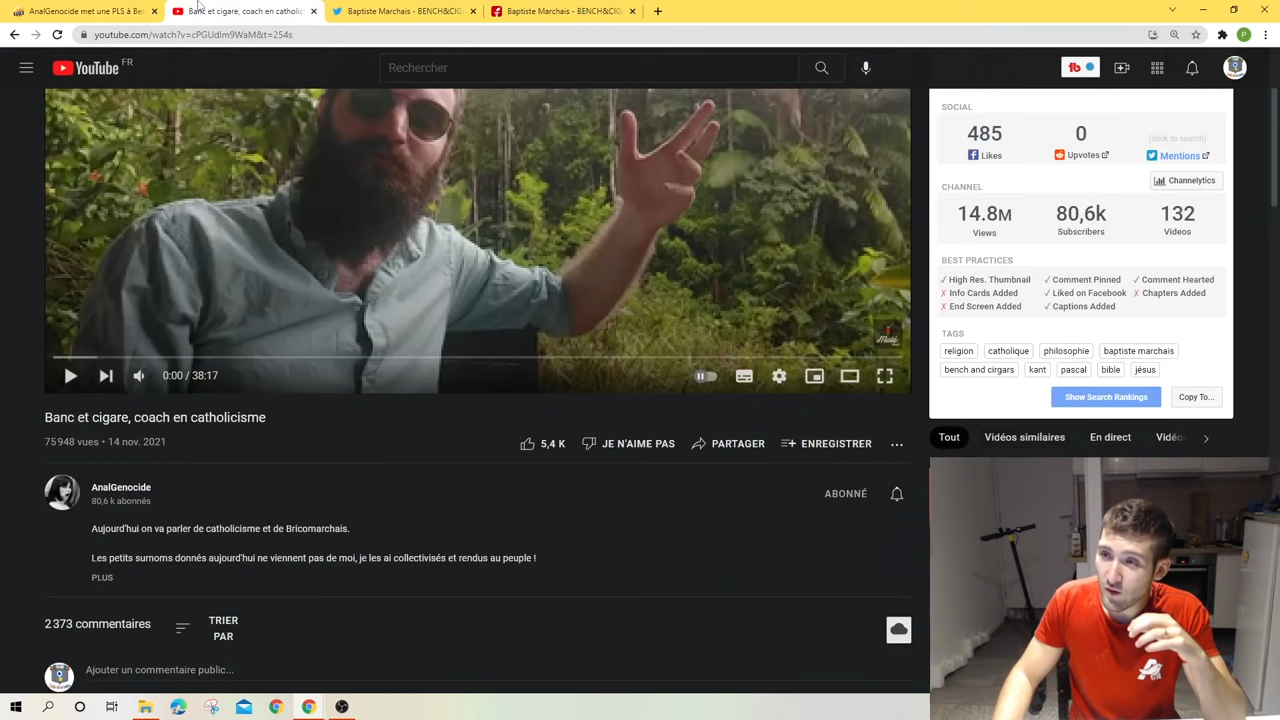 AnalGenocide met une PLS à Be
Banc et cigare, coach en catholic
Baptiste Marchais - BENCH&CIG
Baptiste Marchais - BENCH&CIG
youtube.com/watch?v=cPGUdlm9WaM&t=254s
YouTube FR
Rechercher
P
SOCIAL
485
0
(click to search)
Likes
Upvotes
Mentions
CHANNEL
Channelytics
14.8M
80,6k
132
Views
Subscribers
Videos
BEST PRACTICES
✓ High Res. Thumbnail ✓ Comment Pinned ✓ Comment Hearted
✗ Info Cards Added ✓ Liked on Facebook ✗ Chapters Added
✗ End Screen Added ✓ Captions Added
TAGS
religion catholique philosophie baptiste marchais
bench and cirgars kant pascal bible jésus
Show Search Rankings Copy To...
0:00 / 38:17
Banc et cigare, coach en catholicisme
75 948 vues • 14 nov. 2021
5,4 K JE N'AIME PAS PARTAGER ENREGISTRER
Tout Vidéos similaires En direct Vidéo
AnalGenocide
80,6 k abonnés
ABONNÉ
Aujourd'hui on va parler de catholicisme et de Bricomarchais.
Les petits surnoms donnés aujourd'hui ne viennent pas de moi, je les ai collectivisés et rendus au peuple !
PLUS
2 373 commentaires
TRIER
PAR
Ajouter un commentaire public...